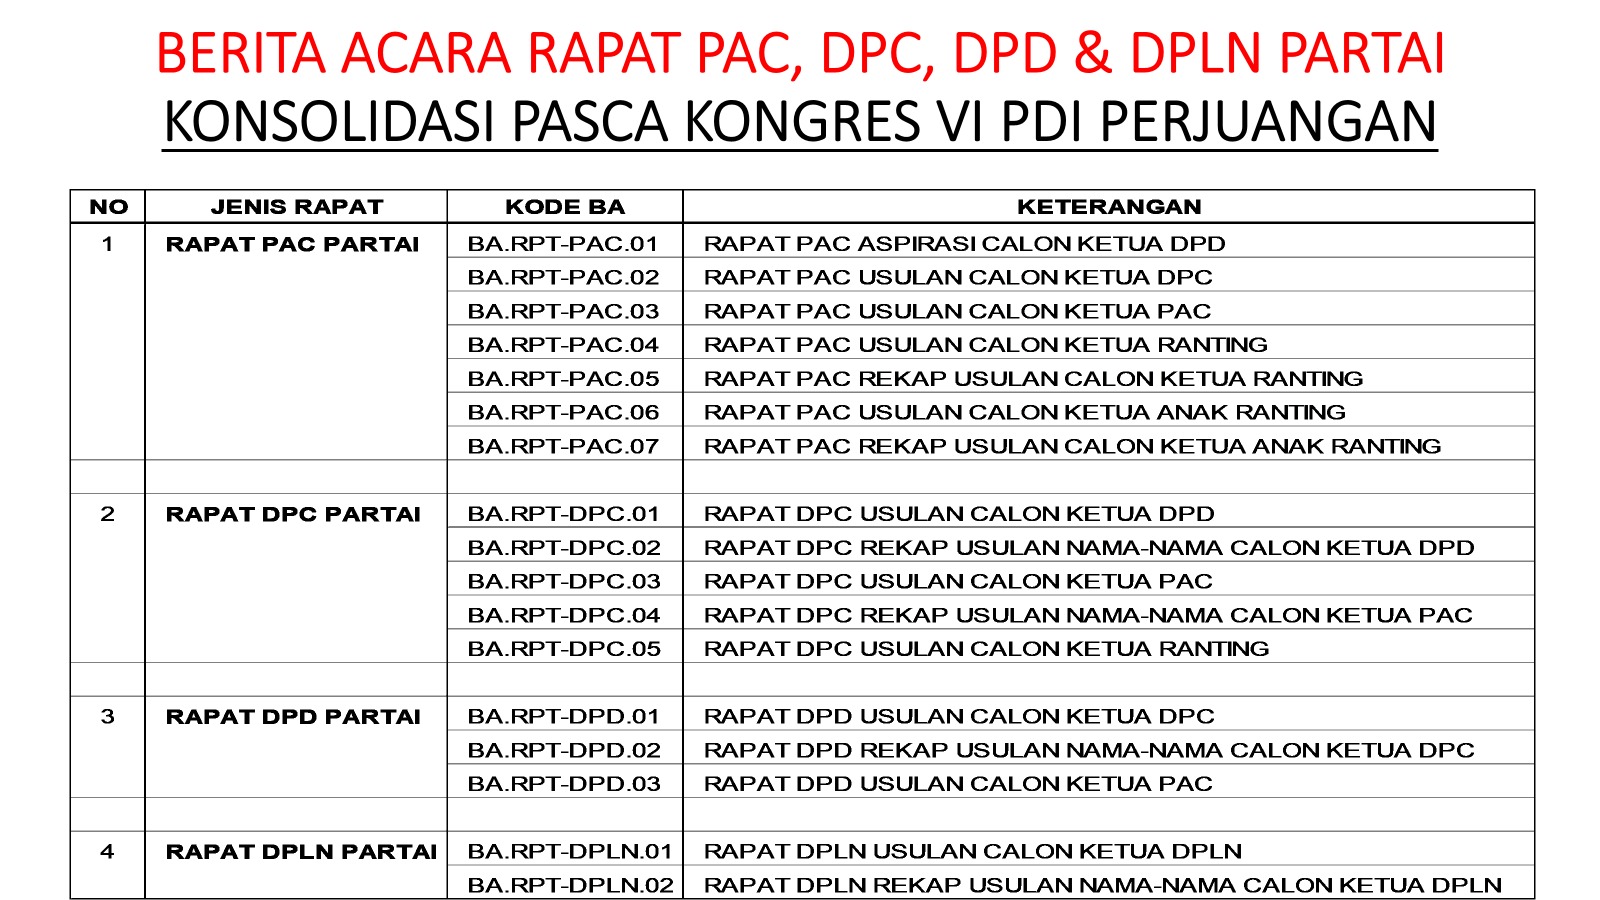 BERITA ACARA RAPAT PAC, DPC, DPD & DPLN PARTAI
KONSOLIDASI PASCA KONGRES VI PDI PERJUANGAN
NO JENIS RAPAT KODE BA KETERANGAN
1 RAPAT PAC PARTAI BA.RPT-PAC.01 RAPAT PAC ASPIRASI CALON KETUA DPD
BA.RPT-PAC.02 RAPAT PAC USULAN CALON KETUA DPC
BA.RPT-PAC.03 RAPAT PAC USULAN CALON KETUA PAC
BA.RPT-PAC.04 RAPAT PAC USULAN CALON KETUA RANTING
BA.RPT-PAC.05 RAPAT PAC REKAP USULAN CALON KETUA RANTING
BA.RPT-PAC.06 RAPAT PAC USULAN CALON KETUA ANAK RANTING
BA.RPT-PAC.07 RAPAT PAC REKAP USULAN CALON KETUA ANAK RANTING
2 RAPAT DPC PARTAI BA.RPT-DPC.01 RAPAT DPC USULAN CALON KETUA DPD
BA.RPT-DPC.02 RAPAT DPC REKAP USULAN NAMA-NAMA CALON KETUA DPD
BA.RPT-DPC.03 RAPAT DPC USULAN CALON KETUA PAC
BA.RPT-DPC.04 RAPAT DPC REKAP USULAN NAMA-NAMA CALON KETUA PAC
BA.RPT-DPC.05 RAPAT DPC USULAN CALON KETUA RANTING
3 RAPAT DPD PARTAI BA.RPT-DPD.01 RAPAT DPD USULAN CALON KETUA DPC
BA.RPT-DPD.02 RAPAT DPD REKAP USULAN NAMA-NAMA CALON KETUA DPC
BA.RPT-DPD.03 RAPAT DPD USULAN CALON KETUA PAC
4 RAPAT DPLN PARTAI BA.RPT-DPLN.01 RAPAT DPLN USULAN CALON KETUA DPLN
BA.RPT-DPLN.02 RAPAT DPLN REKAP USULAN NAMA-NAMA CALON KETUA DPLN